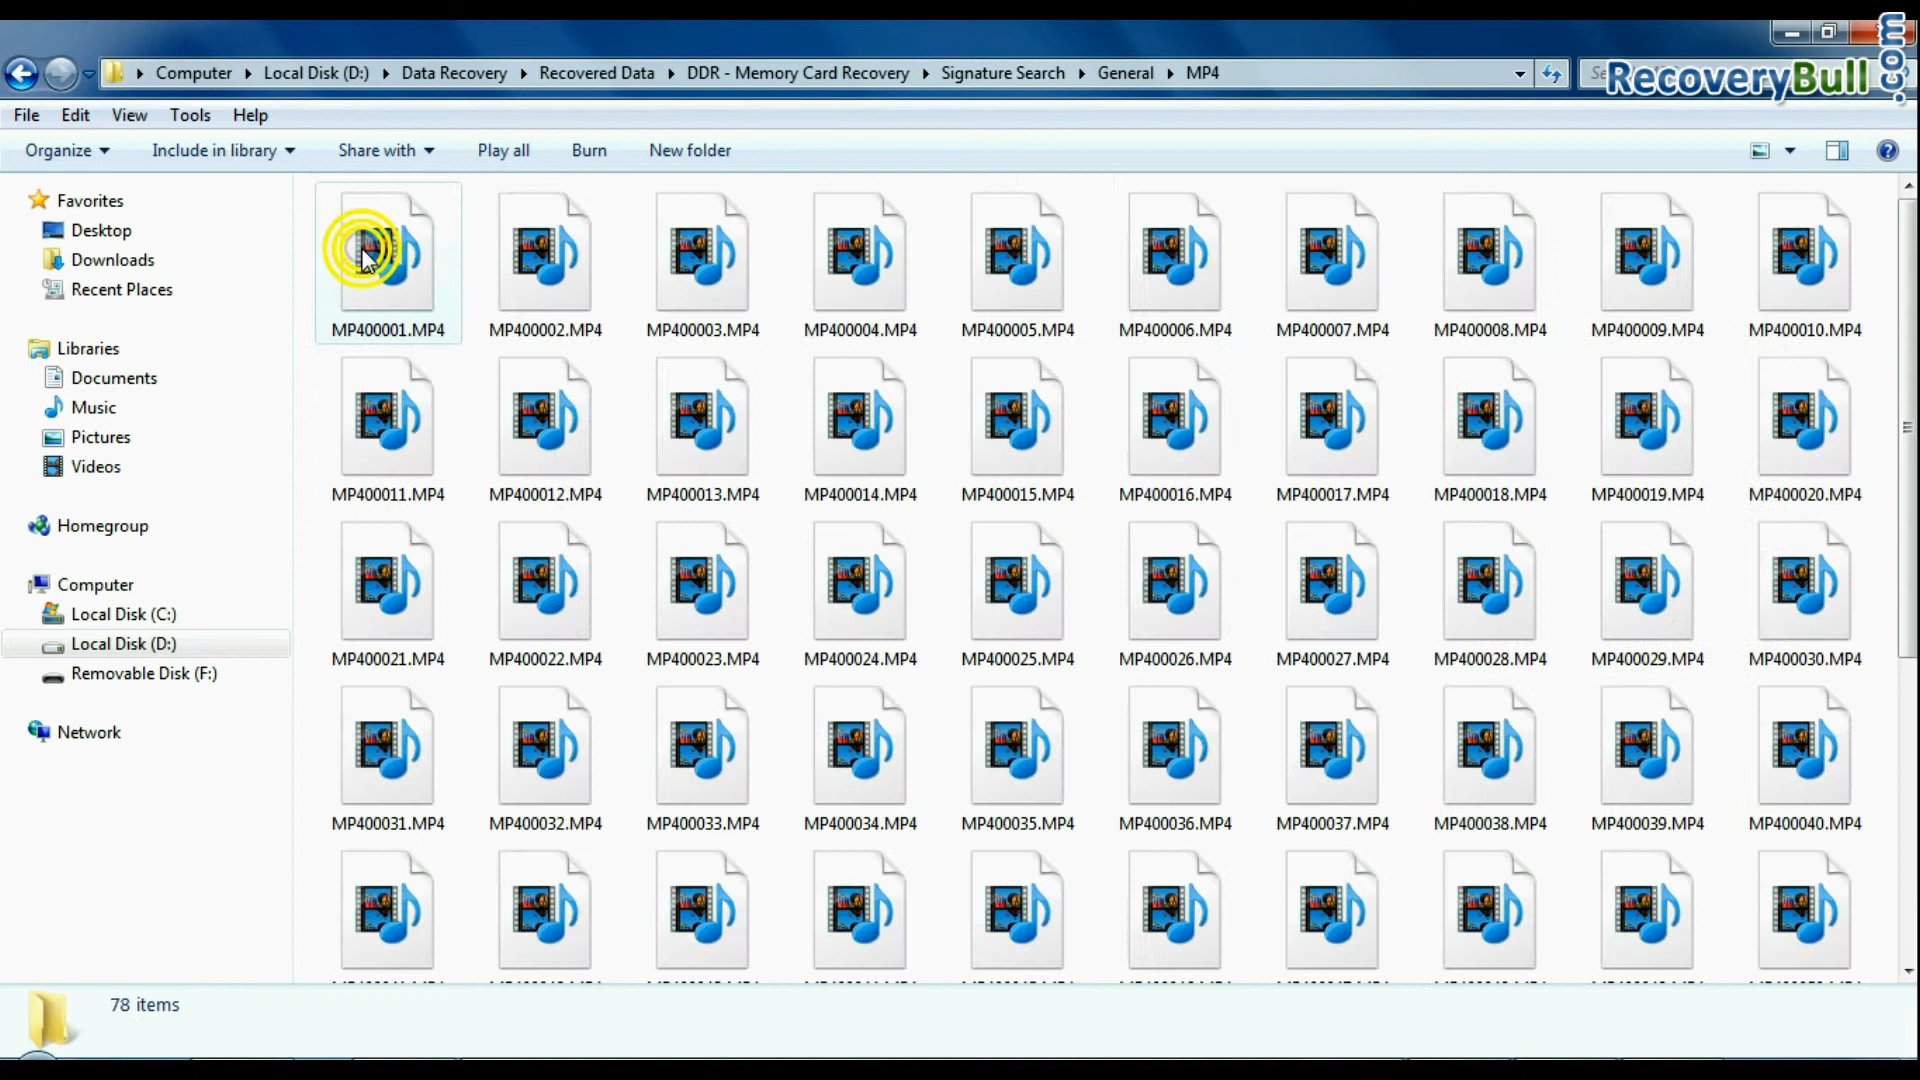 Computer Local Disk (D:) Data Recovery Recovered Data DDR - Memory Card Recovery Signature Search General MP4
RecoveryBull.com
File Edit View Tools Help
Organize Include in library Share with Play all Burn New folder
Favorites
Desktop
Downloads
Recent Places
Libraries
Documents
Music
Pictures
Videos
Homegroup
Computer
Local Disk (C:)
Local Disk (D:)
Removable Disk (F:)
Network
MP400001.MP4 MP400002.MP4 MP400003.MP4 MP400004.MP4 MP400005.MP4 MP400006.MP4 MP400007.MP4 MP400008.MP4 MP400009.MP4 MP400010.MP4
MP400011.MP4 MP400012.MP4 MP400013.MP4 MP400014.MP4 MP400015.MP4 MP400016.MP4 MP400017.MP4 MP400018.MP4 MP400019.MP4 MP400020.MP4
MP400021.MP4 MP400022.MP4 MP400023.MP4 MP400024.MP4 MP400025.MP4 MP400026.MP4 MP400027.MP4 MP400028.MP4 MP400029.MP4 MP400030.MP4
MP400031.MP4 MP400032.MP4 MP400033.MP4 MP400034.MP4 MP400035.MP4 MP400036.MP4 MP400037.MP4 MP400038.MP4 MP400039.MP4 MP400040.MP4
78 items